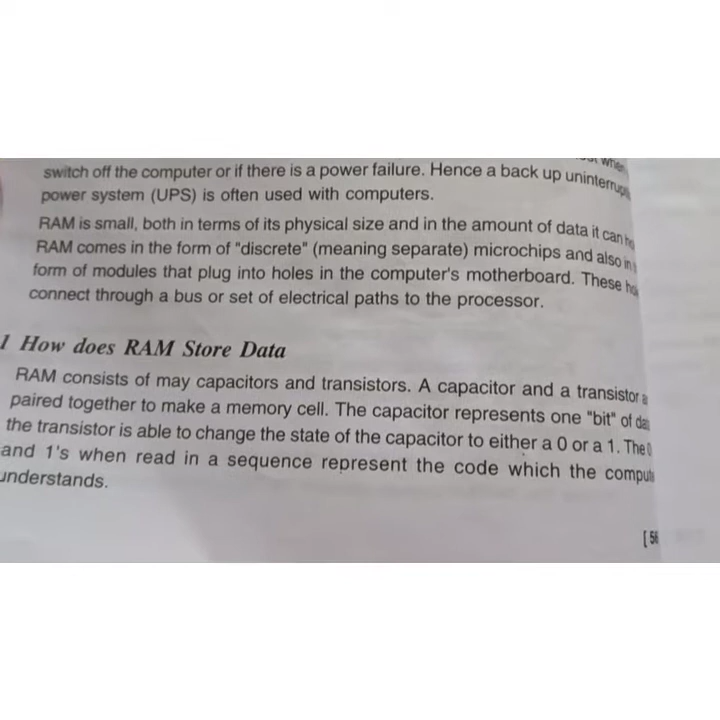 when
switch off the computer or if there is a power failure. Hence a back up
power system (UPS) is often used with computers.
RAM is small, both in terms of its physical size and in the amount of data it can
RAM comes in the form of "discrete" (meaning separate) microchips and also in
form of modules that plug into holes in the computer's motherboard. These
connect through a bus or set of electrical paths to the processor.
1 How does RAM Store Data
RAM consists of may capacitors and transistors. A capacitor and a transistor
paired together to make a memory cell. The capacitor represents one "bit" of
the transistor is able to change the state of the capacitor to either a 0 or a 1. The
and 1's when read in a sequence represent the code which the
understands.
[ 56